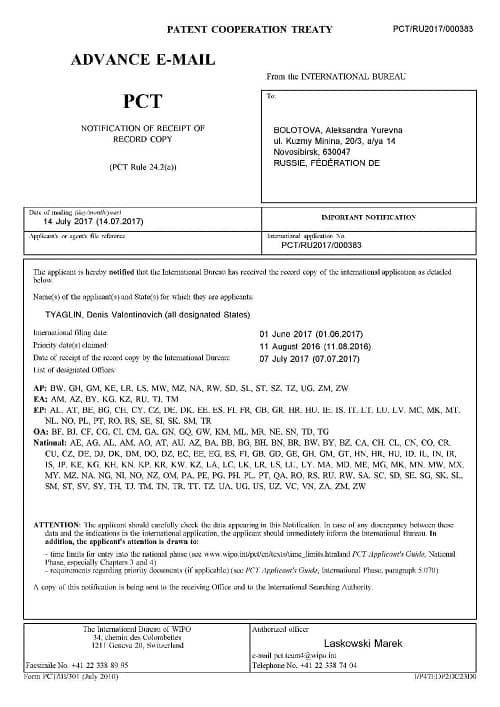 PATENT COOPERATION TREATY
PCT/RU2017/000383
ADVANCE E-MAIL
From the INTERNATIONAL BUREAU
PCT
NOTIFICATION OF RECEIPT OF
RECORD COPY
(PCT Rule 24.2(a))
To:
BOLOTOVA, Aleksandra Yurevna
ul. Kuzmy Minina, 20/3, a/ya 14
Novosibirsk, 630047
RUSSIE, FÉDÉRATION DE
Date of mailing (day/month/year)
14 July 2017 (14.07.2017)
IMPORTANT NOTIFICATION
Applicant's or agent's file reference
International application No.
PCT/RU2017/000383
The applicant is hereby notified that the International Bureau has received the record copy of the international application as detailed
below.
Name(s) of the applicant(s) and State(s) for which they are applicants:
TYAGLIN, Denis Valentinovich (all designated States)
International filing date: 01 June 2017 (01.06.2017)
Priority date(s) claimed: 11 August 2016 (11.08.2016)
Date of receipt of the record copy by the International Bureau: 07 July 2017 (07.07.2017)
List of designated Offices:
AP: BW, GH, GM, KE, LR, LS, MW, MZ, NA, RW, SD, SL, ST, SZ, TZ, UG, ZM, ZW
EA: AM, AZ, BY, KG, KZ, RU, TJ, TM
EP: AL, AT, BE, BG, CH, CY, CZ, DE, DK, EE, ES, FI, FR, GB, GR, HR, HU, IE, IS, IT, LT, LU, LV, MC, MK, MT,
NL, NO, PL, PT, RO, RS, SE, SI, SK, SM, TR
OA: BF, BJ, CF, CG, CI, CM, GA, GN, GQ, GW, KM, ML, MR, NE, SN, TD, TG
National: AE, AG, AL, AM, AO, AT, AU, AZ, BA, BB, BG, BH, BN, BR, BW, BY, BZ, CA, CH, CL, CN, CO, CR,
CU, CZ, DE, DJ, DK, DM, DO, DZ, EC, EE, EG, ES, FI, GB, GD, GE, GH, GM, GT, HN, HR, HU, ID, IL, IN, IR,
IS, JP, KE, KG, KH, KN, KP, KR, KW, KZ, LA, LC, LK, LR, LS, LU, LY, MA, MD, ME, MG, MK, MN, MW, MX,
MY, MZ, NA, NG, NI, NO, NZ, OM, PA, PE, PG, PH, PL, PT, QA, RO, RS, RU, RW, SA, SC, SD, SE, SG, SK, SL,
SM, ST, SV, SY, TH, TJ, TM, TN, TR, TT, TZ, UA, UG, US, UZ, VC, VN, ZA, ZM, ZW
ATTENTION: The applicant should carefully check the data appearing in this Notification. In case of any discrepancy between these
data and the indications in the international application, the applicant should immediately inform the International Bureau. In
addition, the applicant's attention is drawn to:
- time limits for entry into the national phase (see www.wipo.int/pct/en/texts/time_limits.html and PCT Applicant's Guide, National
Phase, especially Chapters 3 and 4)
- requirements regarding priority documents (if applicable) (see PCT Applicant's Guide, International Phase, paragraph 5.070)
A copy of this notification is being sent to the receiving Office and to the International Searching Authority.
The International Bureau of WIPO
34, chemin des Colombettes
1211 Geneva 20, Switzerland
Facsimile No. +41 22 338 89 95
Authorized officer
Laskowski Marek
e-mail pct.team4@wipo.int
Telephone No. +41 22 338 74 04
Form PCT/IB/301 (July 2010)